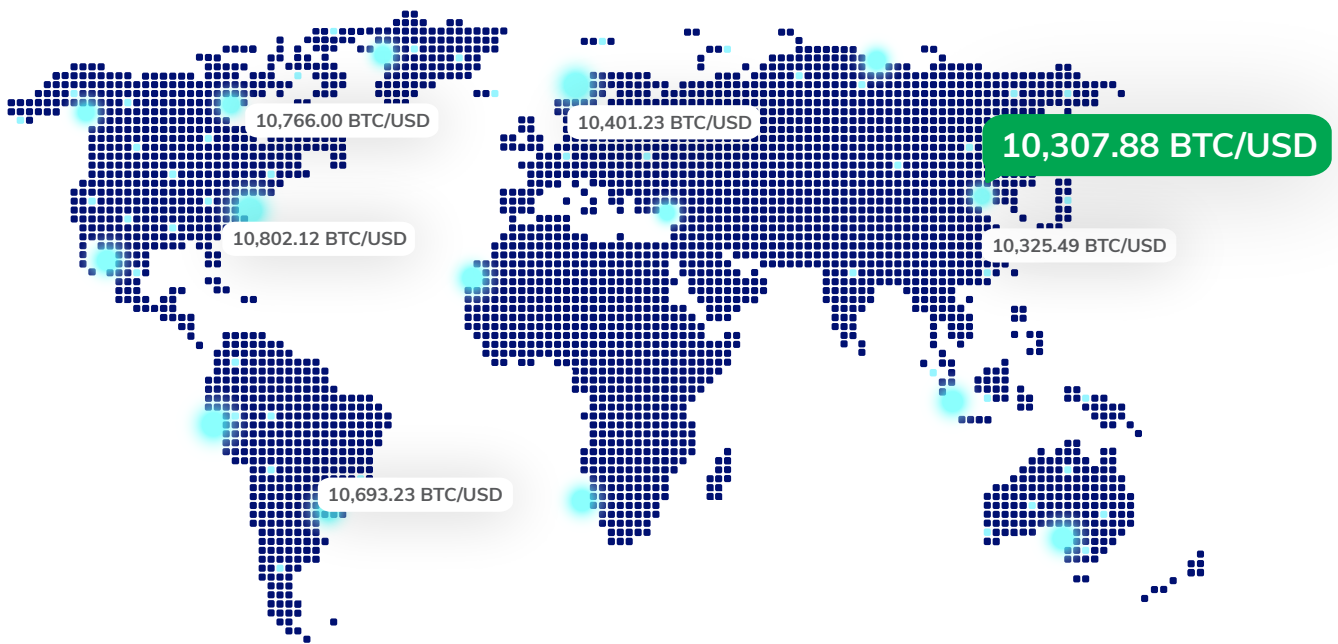 10,766.00 BTC/USD
10,401.23 BTC/USD
10,307.88 BTC/USD
10,802.12 BTC/USD
10,325.49 BTC/USD
10,693.23 BTC/USD